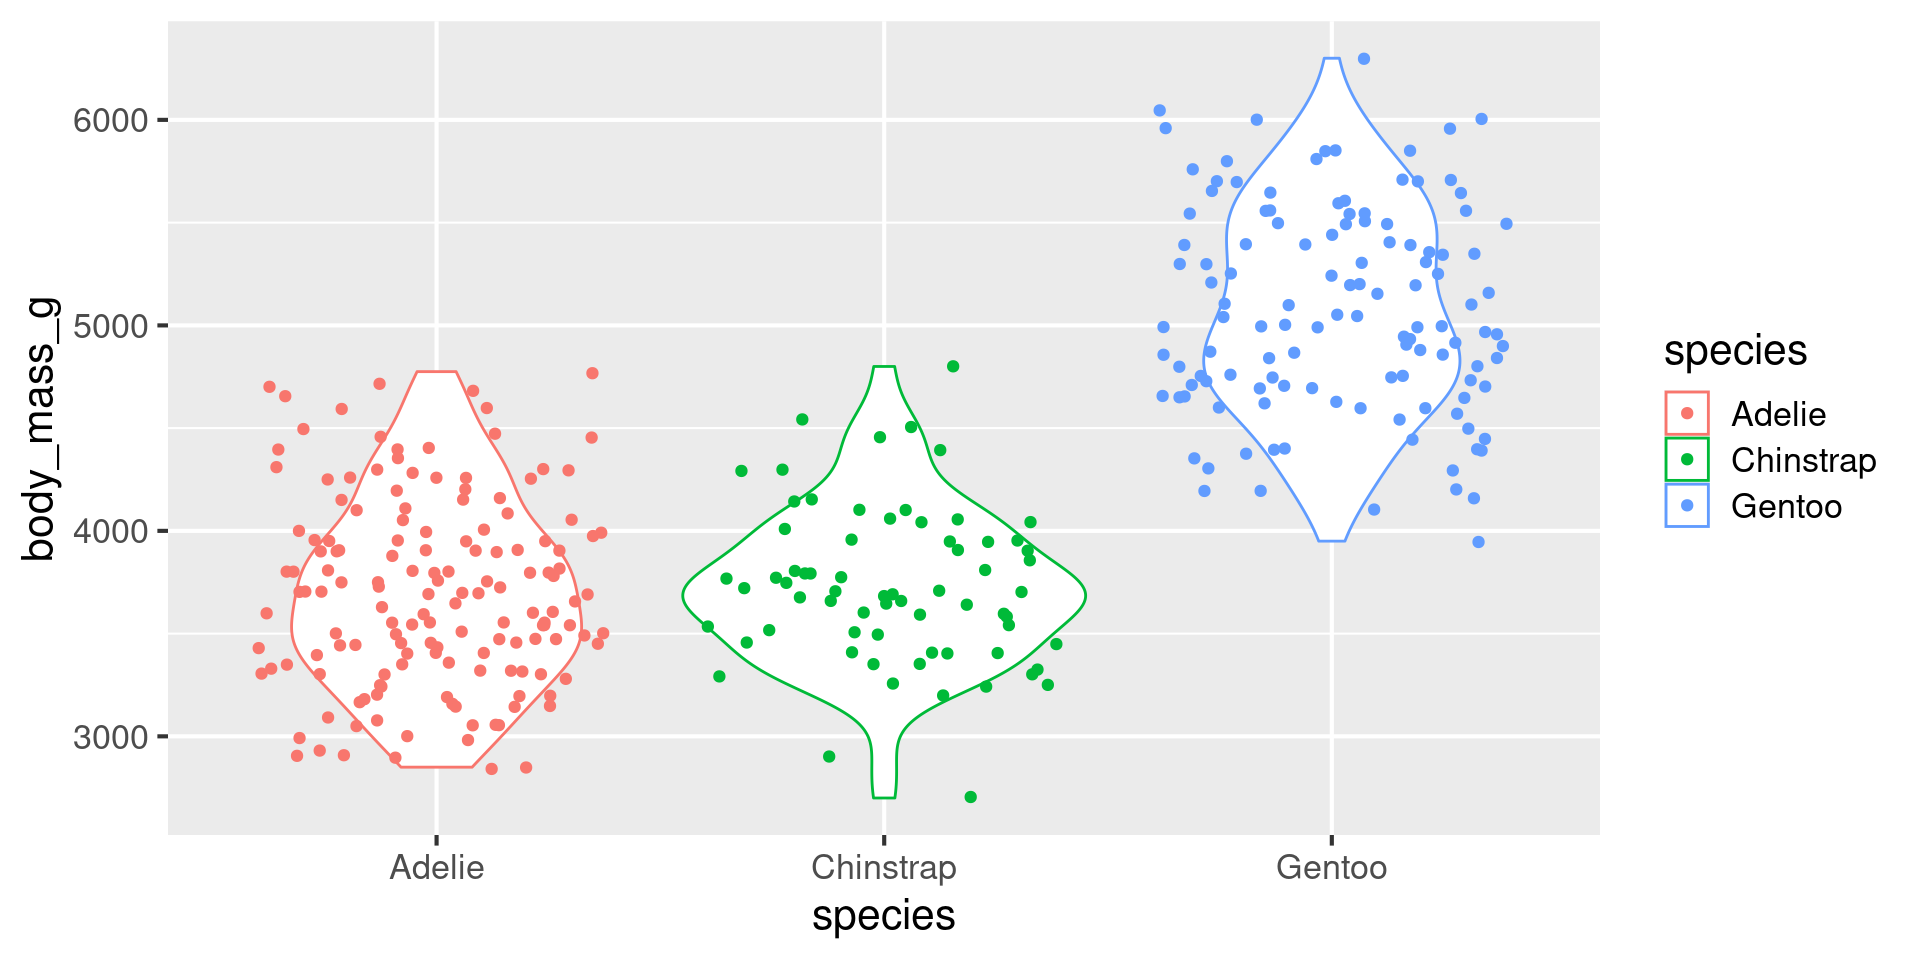 body_mass_g
6000
5000
4000
3000
Adelie
Chinstrap
Gentoo
species
species
Adelie
Chinstrap
Gentoo